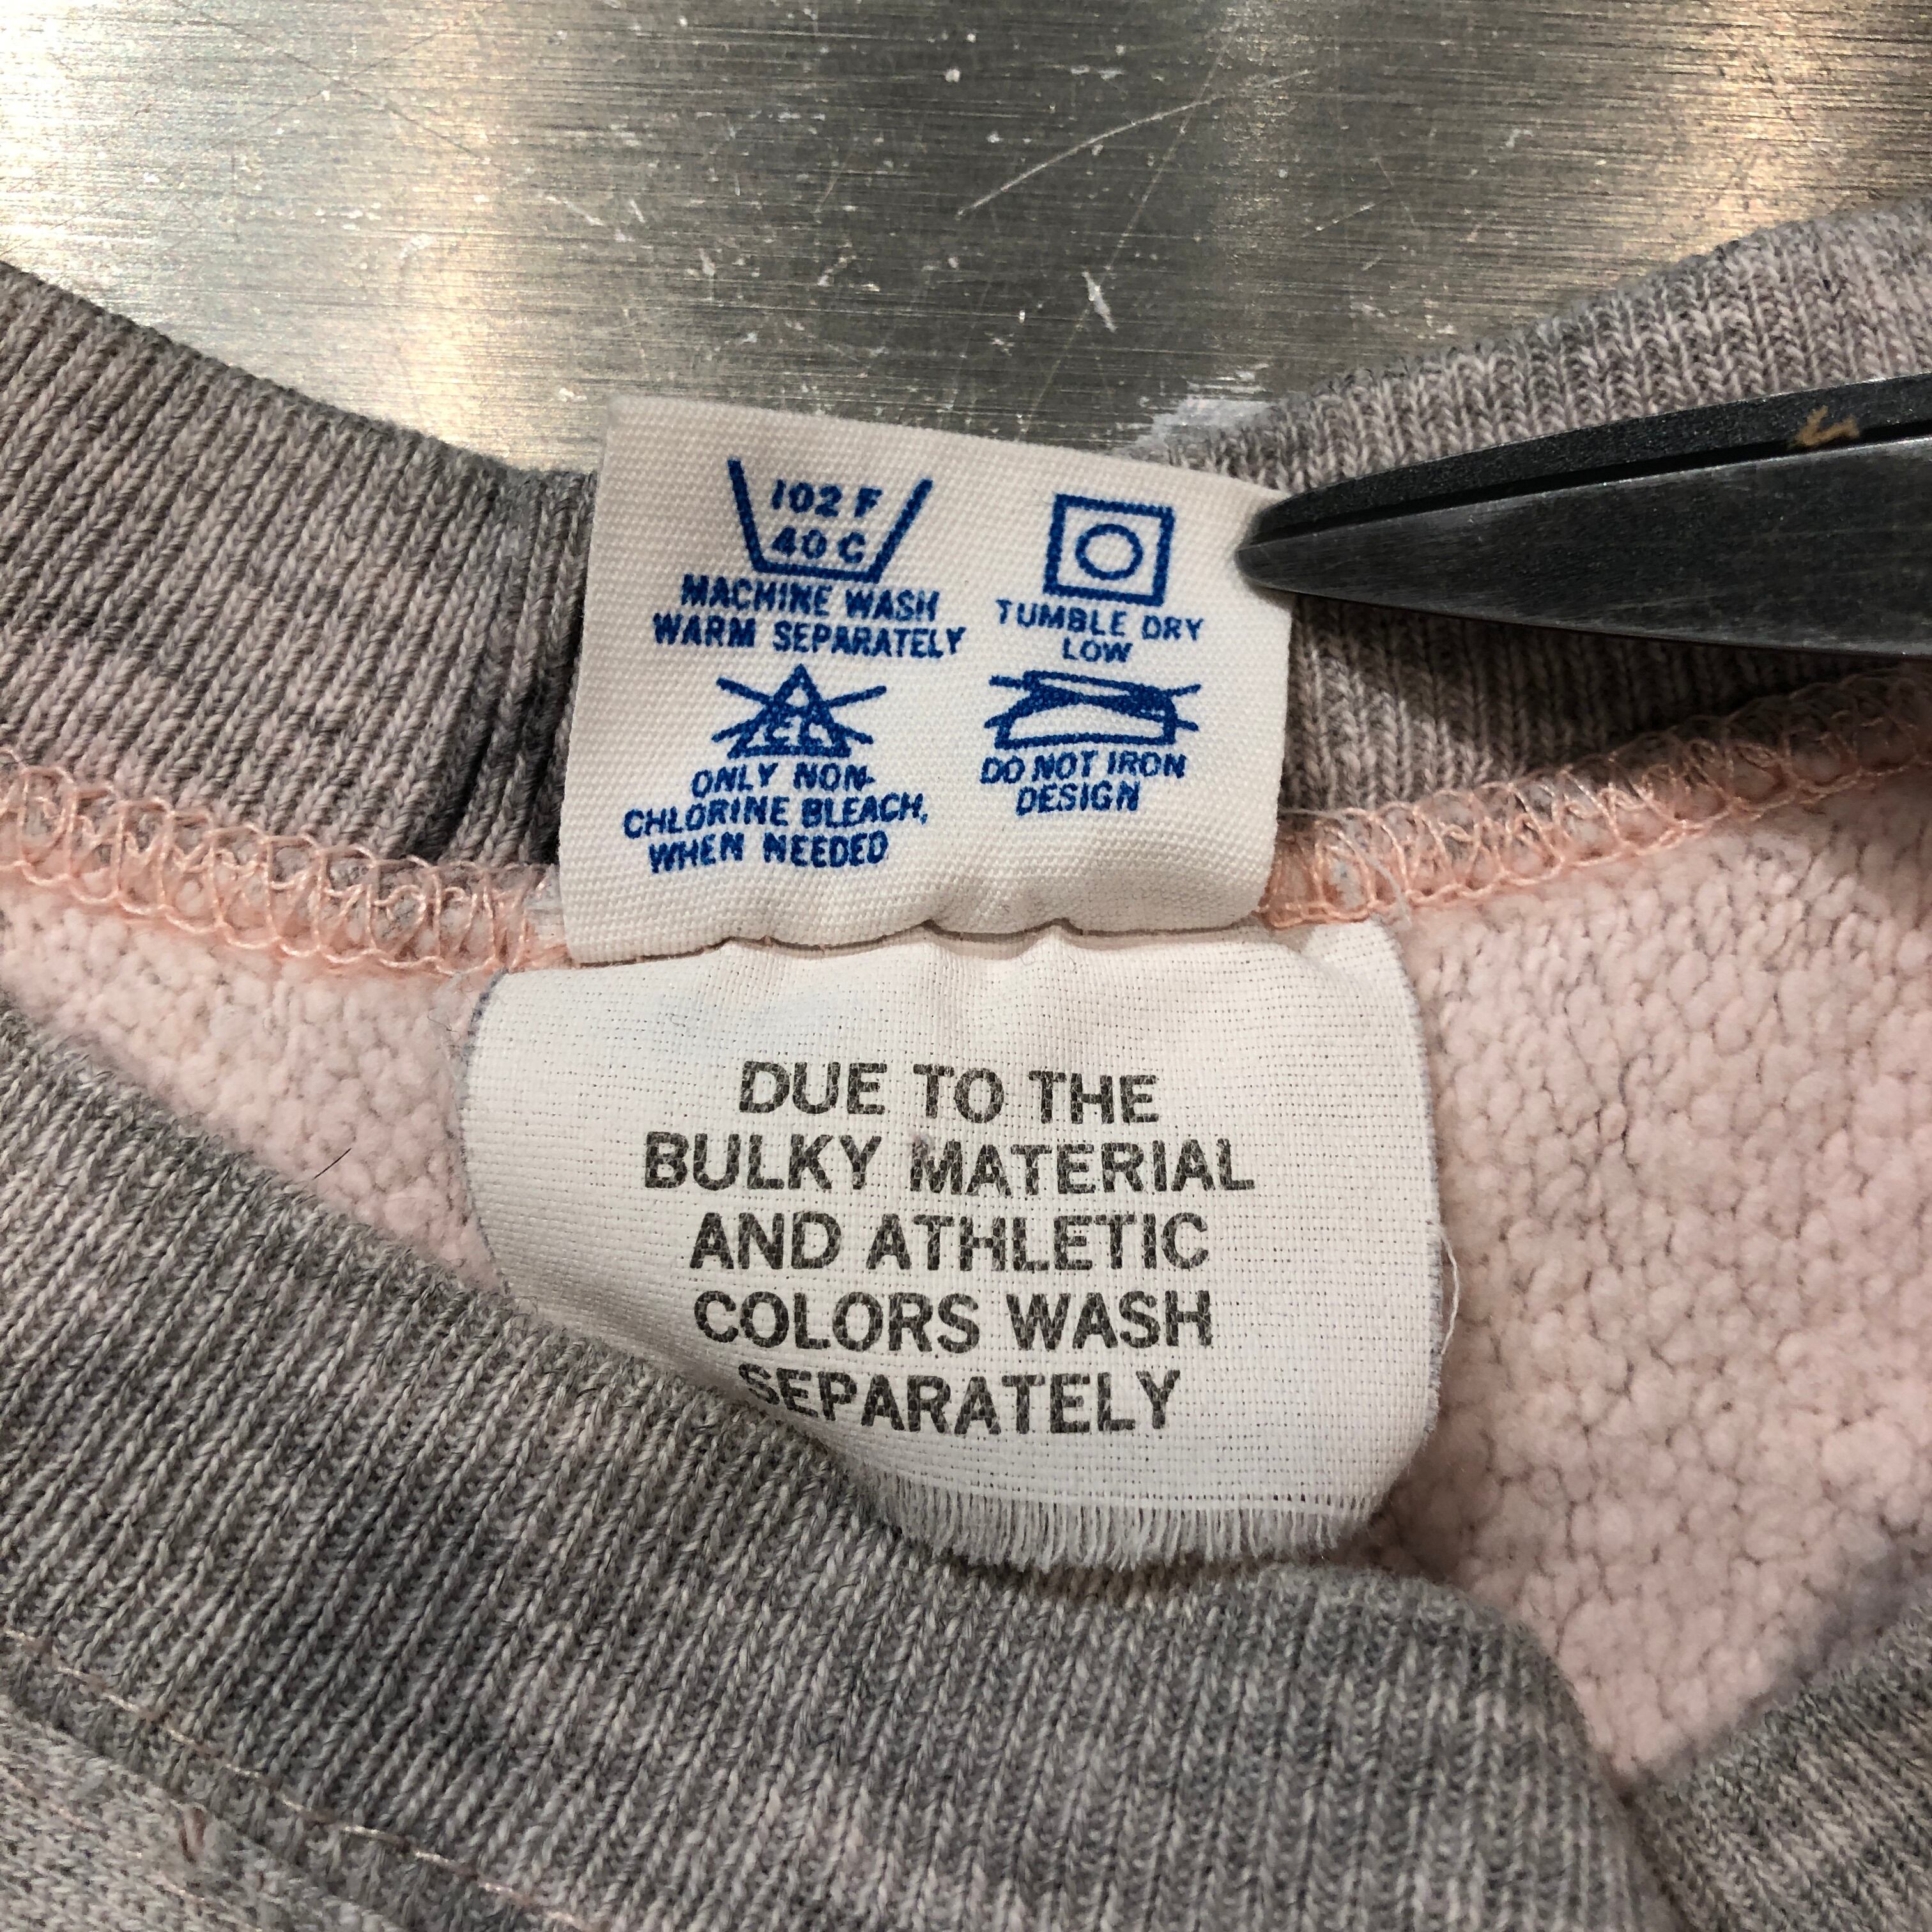 102 F
40 C
MACHINE WASH
WARM SEPARATELY
TUMBLE DRY
LOW
CL
ONLY NON-
CHLORINE BLEACH,
WHEN NEEDED
DO NOT IRON
DESIGN
DUE TO THE
BULKY MATERIAL
AND ATHLETIC
COLORS WASH
SEPARATELY